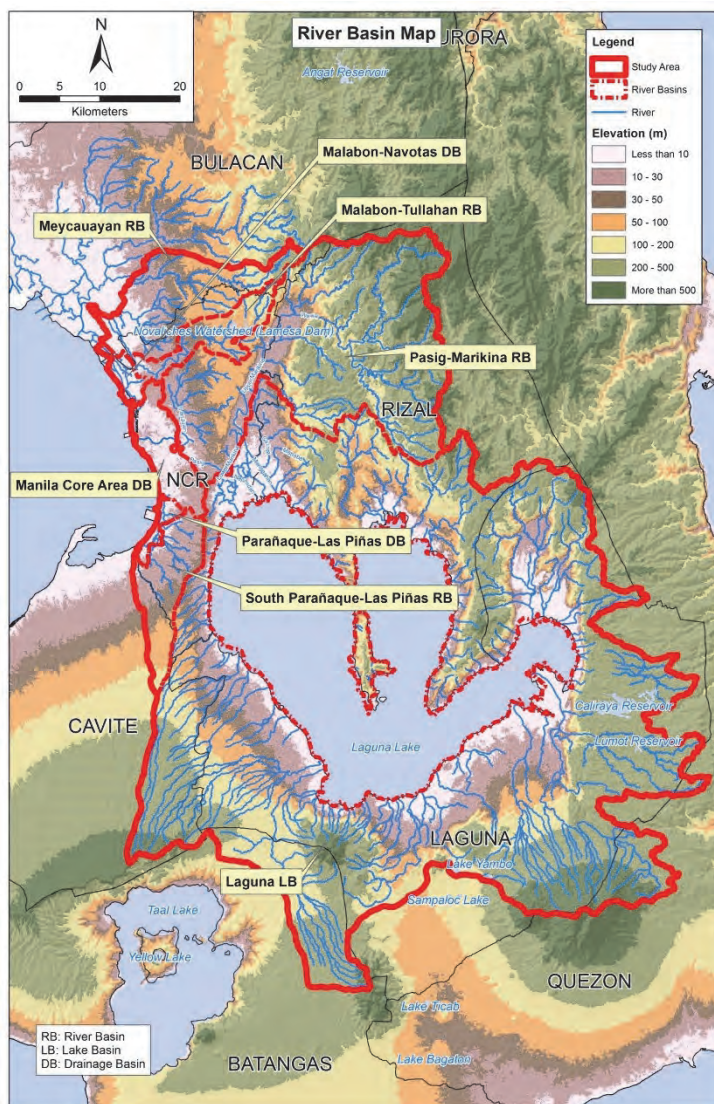 River Basin Map
N
0 5 10 20
Kilometers
AURORA
Angat Reservoir
Legend
Study Area
River Basins
River
Elevation (m)
Less than 10
10 - 30
30 - 50
50 - 100
100 - 200
200 - 500
More than 500
BULACAN
Malabon-Navotas DB
Malabon-Tullahan RB
Meycauayan RB
Novaliches Watershed (Lamesa Dam)
Pasig-Marikina RB
RIZAL
NCR
Manila Core Area DB
Parañaque-Las Piñas DB
South Parañaque-Las Piñas RB
CAVITE
Caliraya Reservoir
Lumot Reservoir
Laguna Lake
LAGUNA
Lake Yambo
Laguna LB
Sampaloc Lake
Taal Lake
Yellow Lake
QUEZON
Lake Ticab
Lake Bagaton
BATANGAS
RB: River Basin
LB: Lake Basin
DB: Drainage Basin